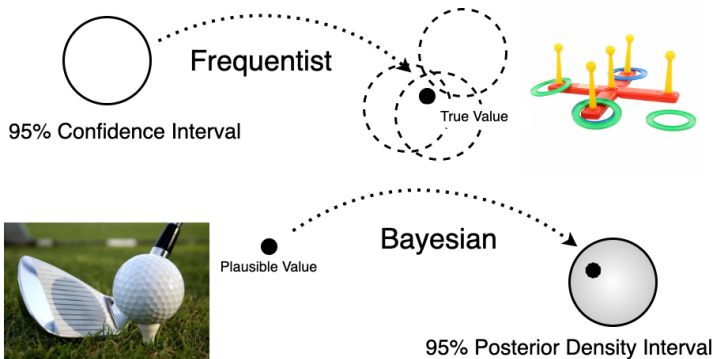 Frequentist
95% Confidence Interval
True Value
Bayesian
Plausible Value
95% Posterior Density Interval